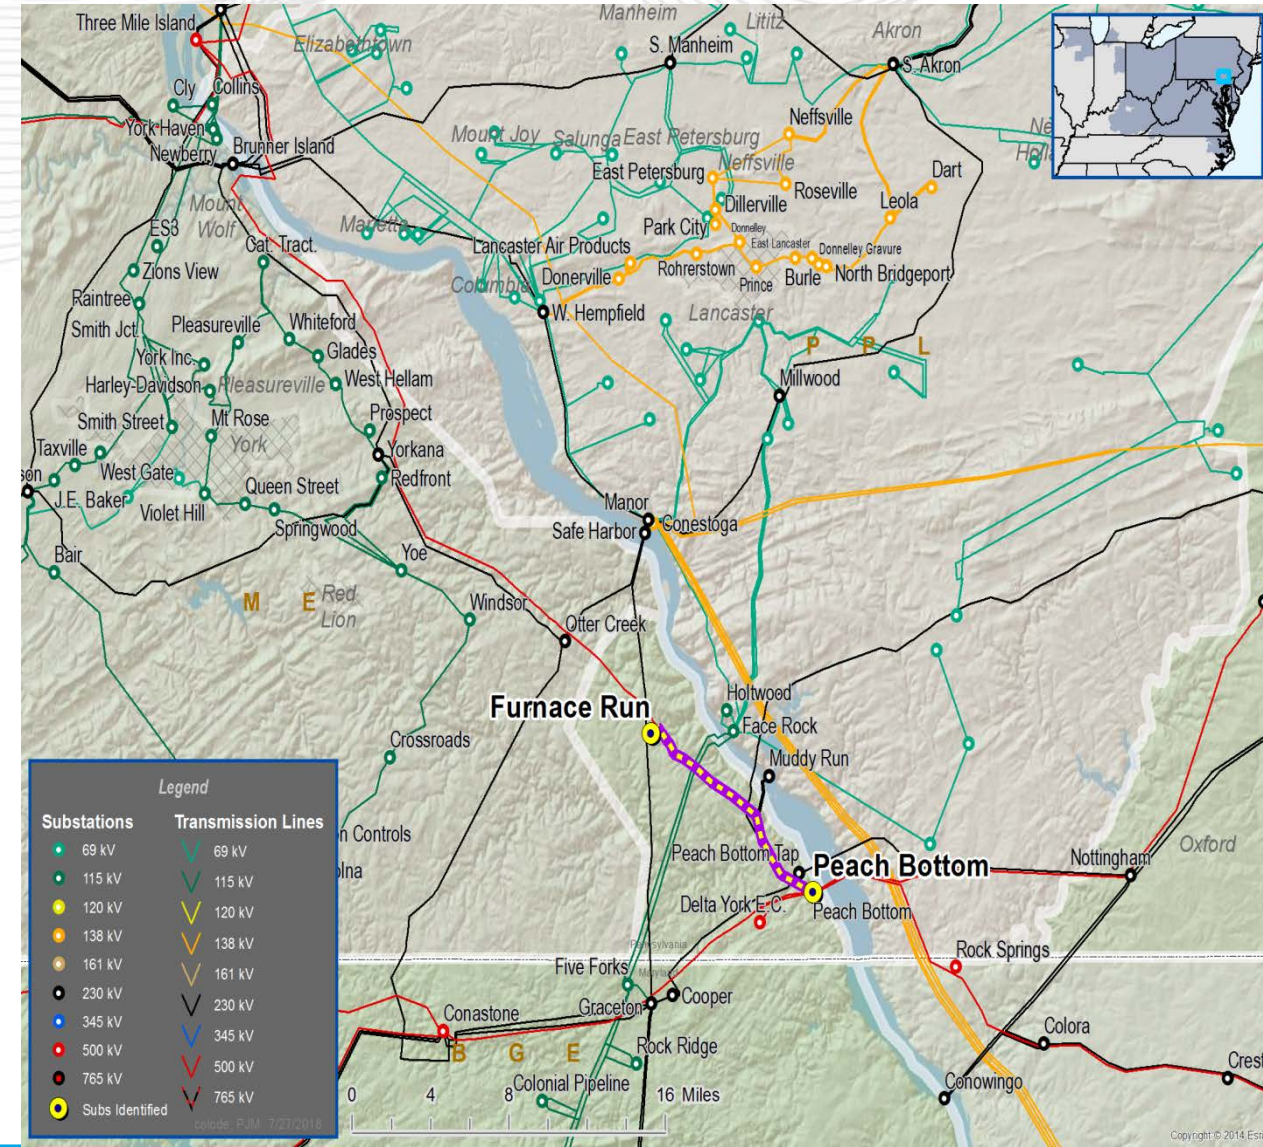 Three Mile Island
Manheim
Lititz
Elizabethtown
S. Manheim
Akron
S. Akron
Cly
Collins
York Haven
Newberry
Brunner Island
Mount Joy
Salunga
East Petersburg
Neffsville
Neffsville
East Petersburg
Roseville
Dart
Leola
Mount
Wolf
Marietta
Dillerville
Park City
Donnelley
East Lancaster
Donnelley Gravure
ES3
Cat. Tract.
Lancaster Air Products
Zions View
Donerville
Rohrerstown
Prince
Burle
North Bridgeport
Columbia
Raintree
W. Hempfield
Lancaster
Smith Jct.
Pleasureville
Whiteford
P P L
York Inc.
Glades
Harley-Davidson
Pleasureville
West Hellam
Millwood
Smith Street
Mt Rose
Prospect
York
Taxville
Yorkana
son
West Gate
Redfront
J.E. Baker
Queen Street
Violet Hill
Manor
Conestoga
Springwood
Safe Harbor
Bair
Yoe
M E
Red
Lion
Windsor
Otter Creek
Holtwood
Furnace Run
Face Rock
Crossroads
Muddy Run
n Controls
Peach Bottom Tap
Peach Bottom
Nottingham
Oxford
olna
Delta York E.C.
Peach Bottom
Pennsylvania
Maryland
Rock Springs
Five Forks
Graceton
Cooper
Conastone
Colora
B G E
Rock Ridge
Crest
Colonial Pipeline
Conowingo
Legend
Substations Transmission Lines
69 kV 69 kV
115 kV 115 kV
120 kV 120 kV
138 kV 138 kV
161 kV 161 kV
230 kV 230 kV
345 kV 345 kV
500 kV 500 kV
765 kV 765 kV
Subs Identified
PJM 7/27/2018
0 4 8 16 Miles
Copyright © 2014 Esri